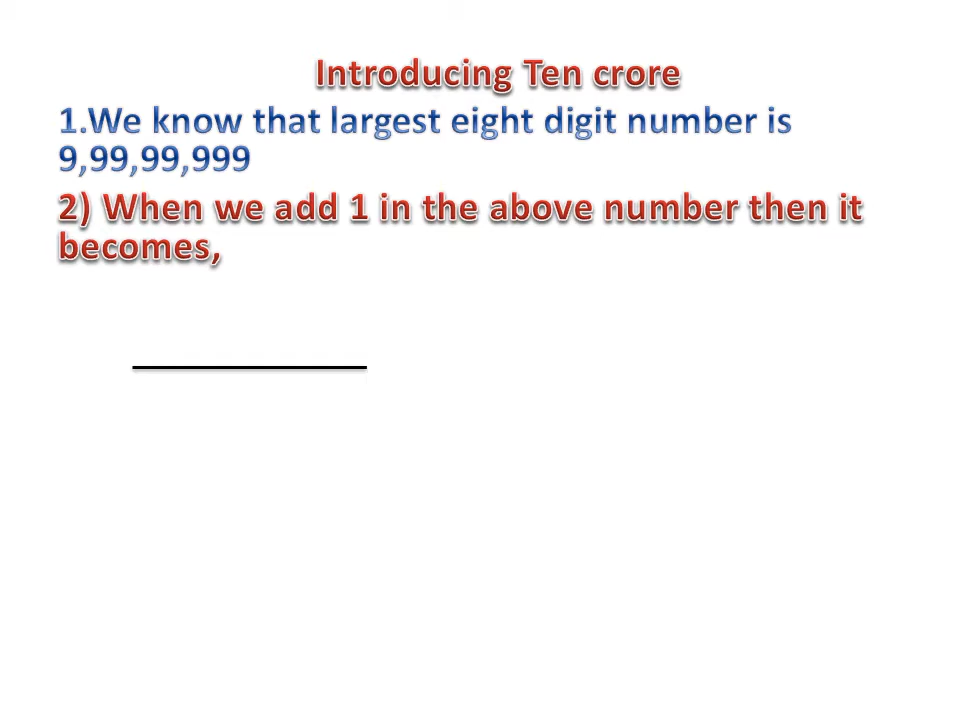 Introducing Ten crore
1.We know that largest eight digit number is
9,99,99,999
2) When we add 1 in the above number then it
becomes,